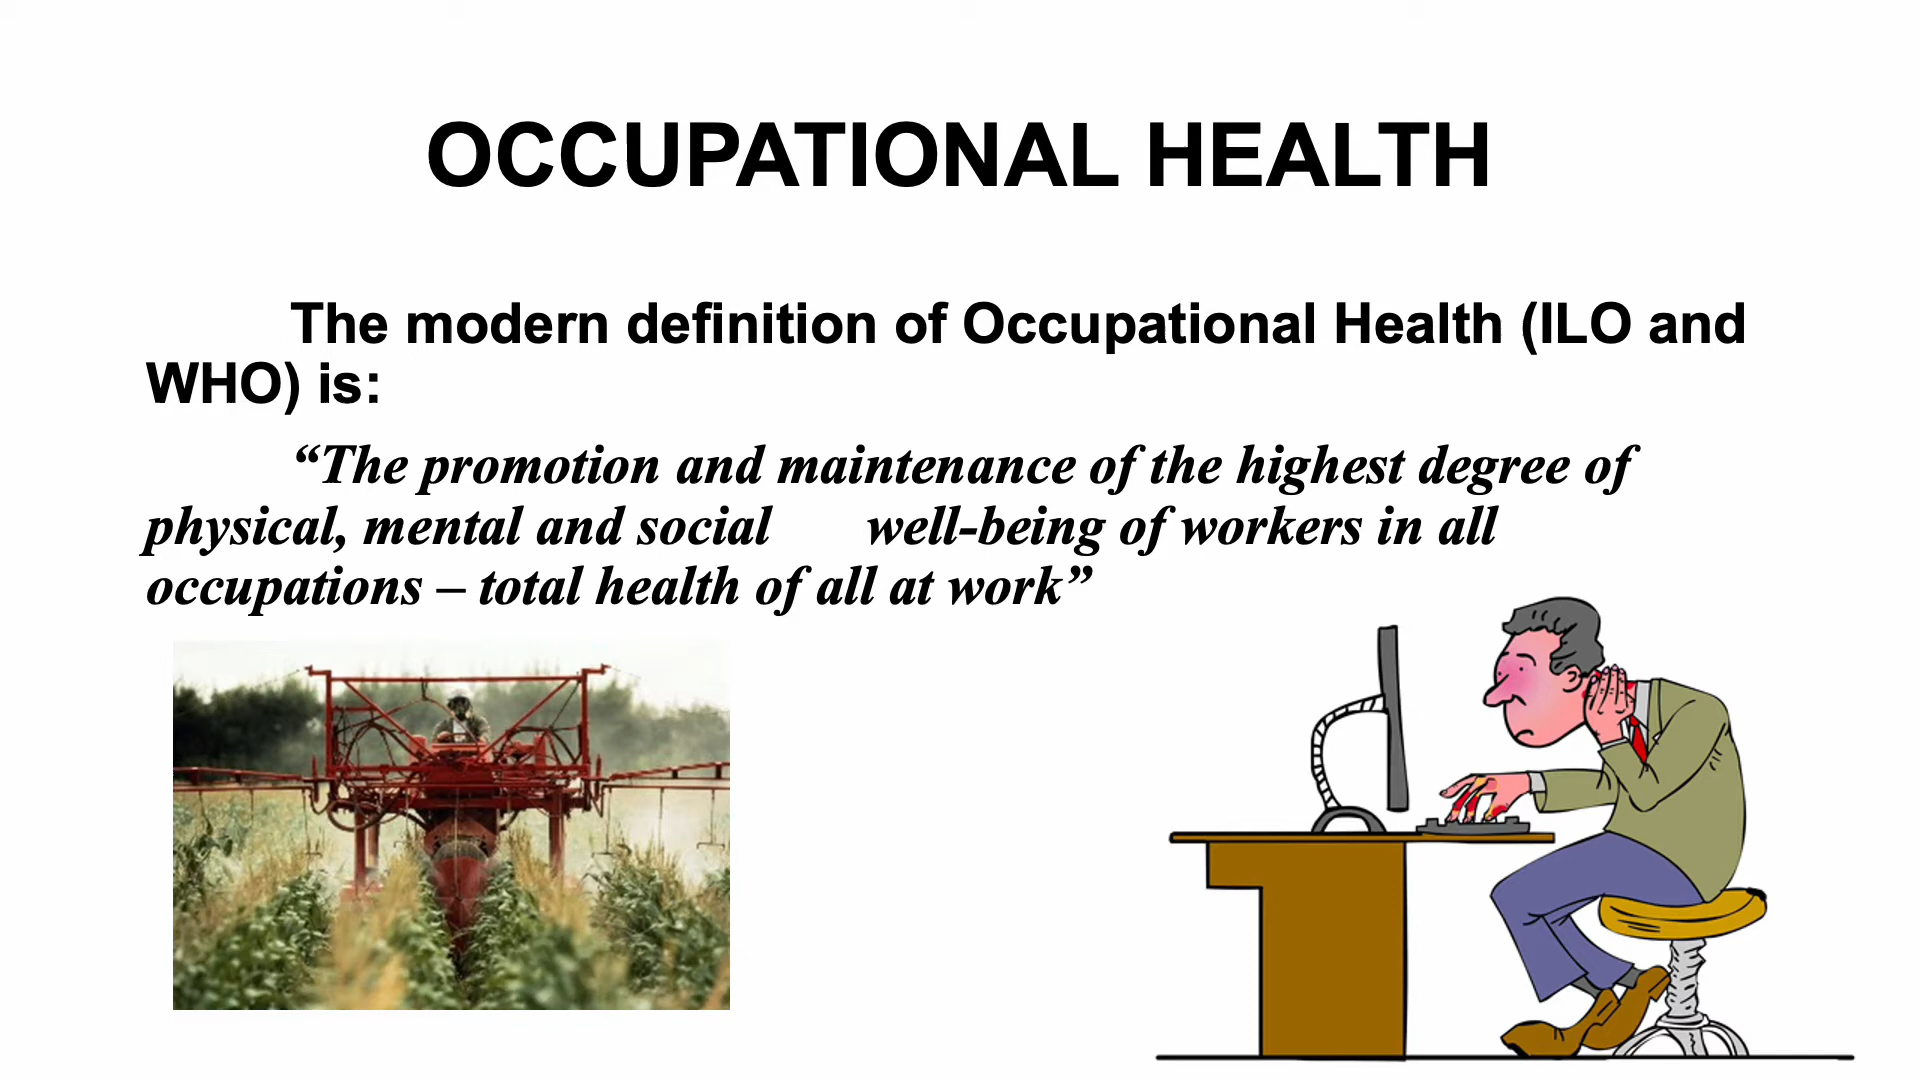 OCCUPATIONAL HEALTH
The modern definition of Occupational Health (ILO and
WHO) is:
“The promotion and maintenance of the highest degree of
physical, mental and social well-being of workers in all
occupations – total health of all at work”